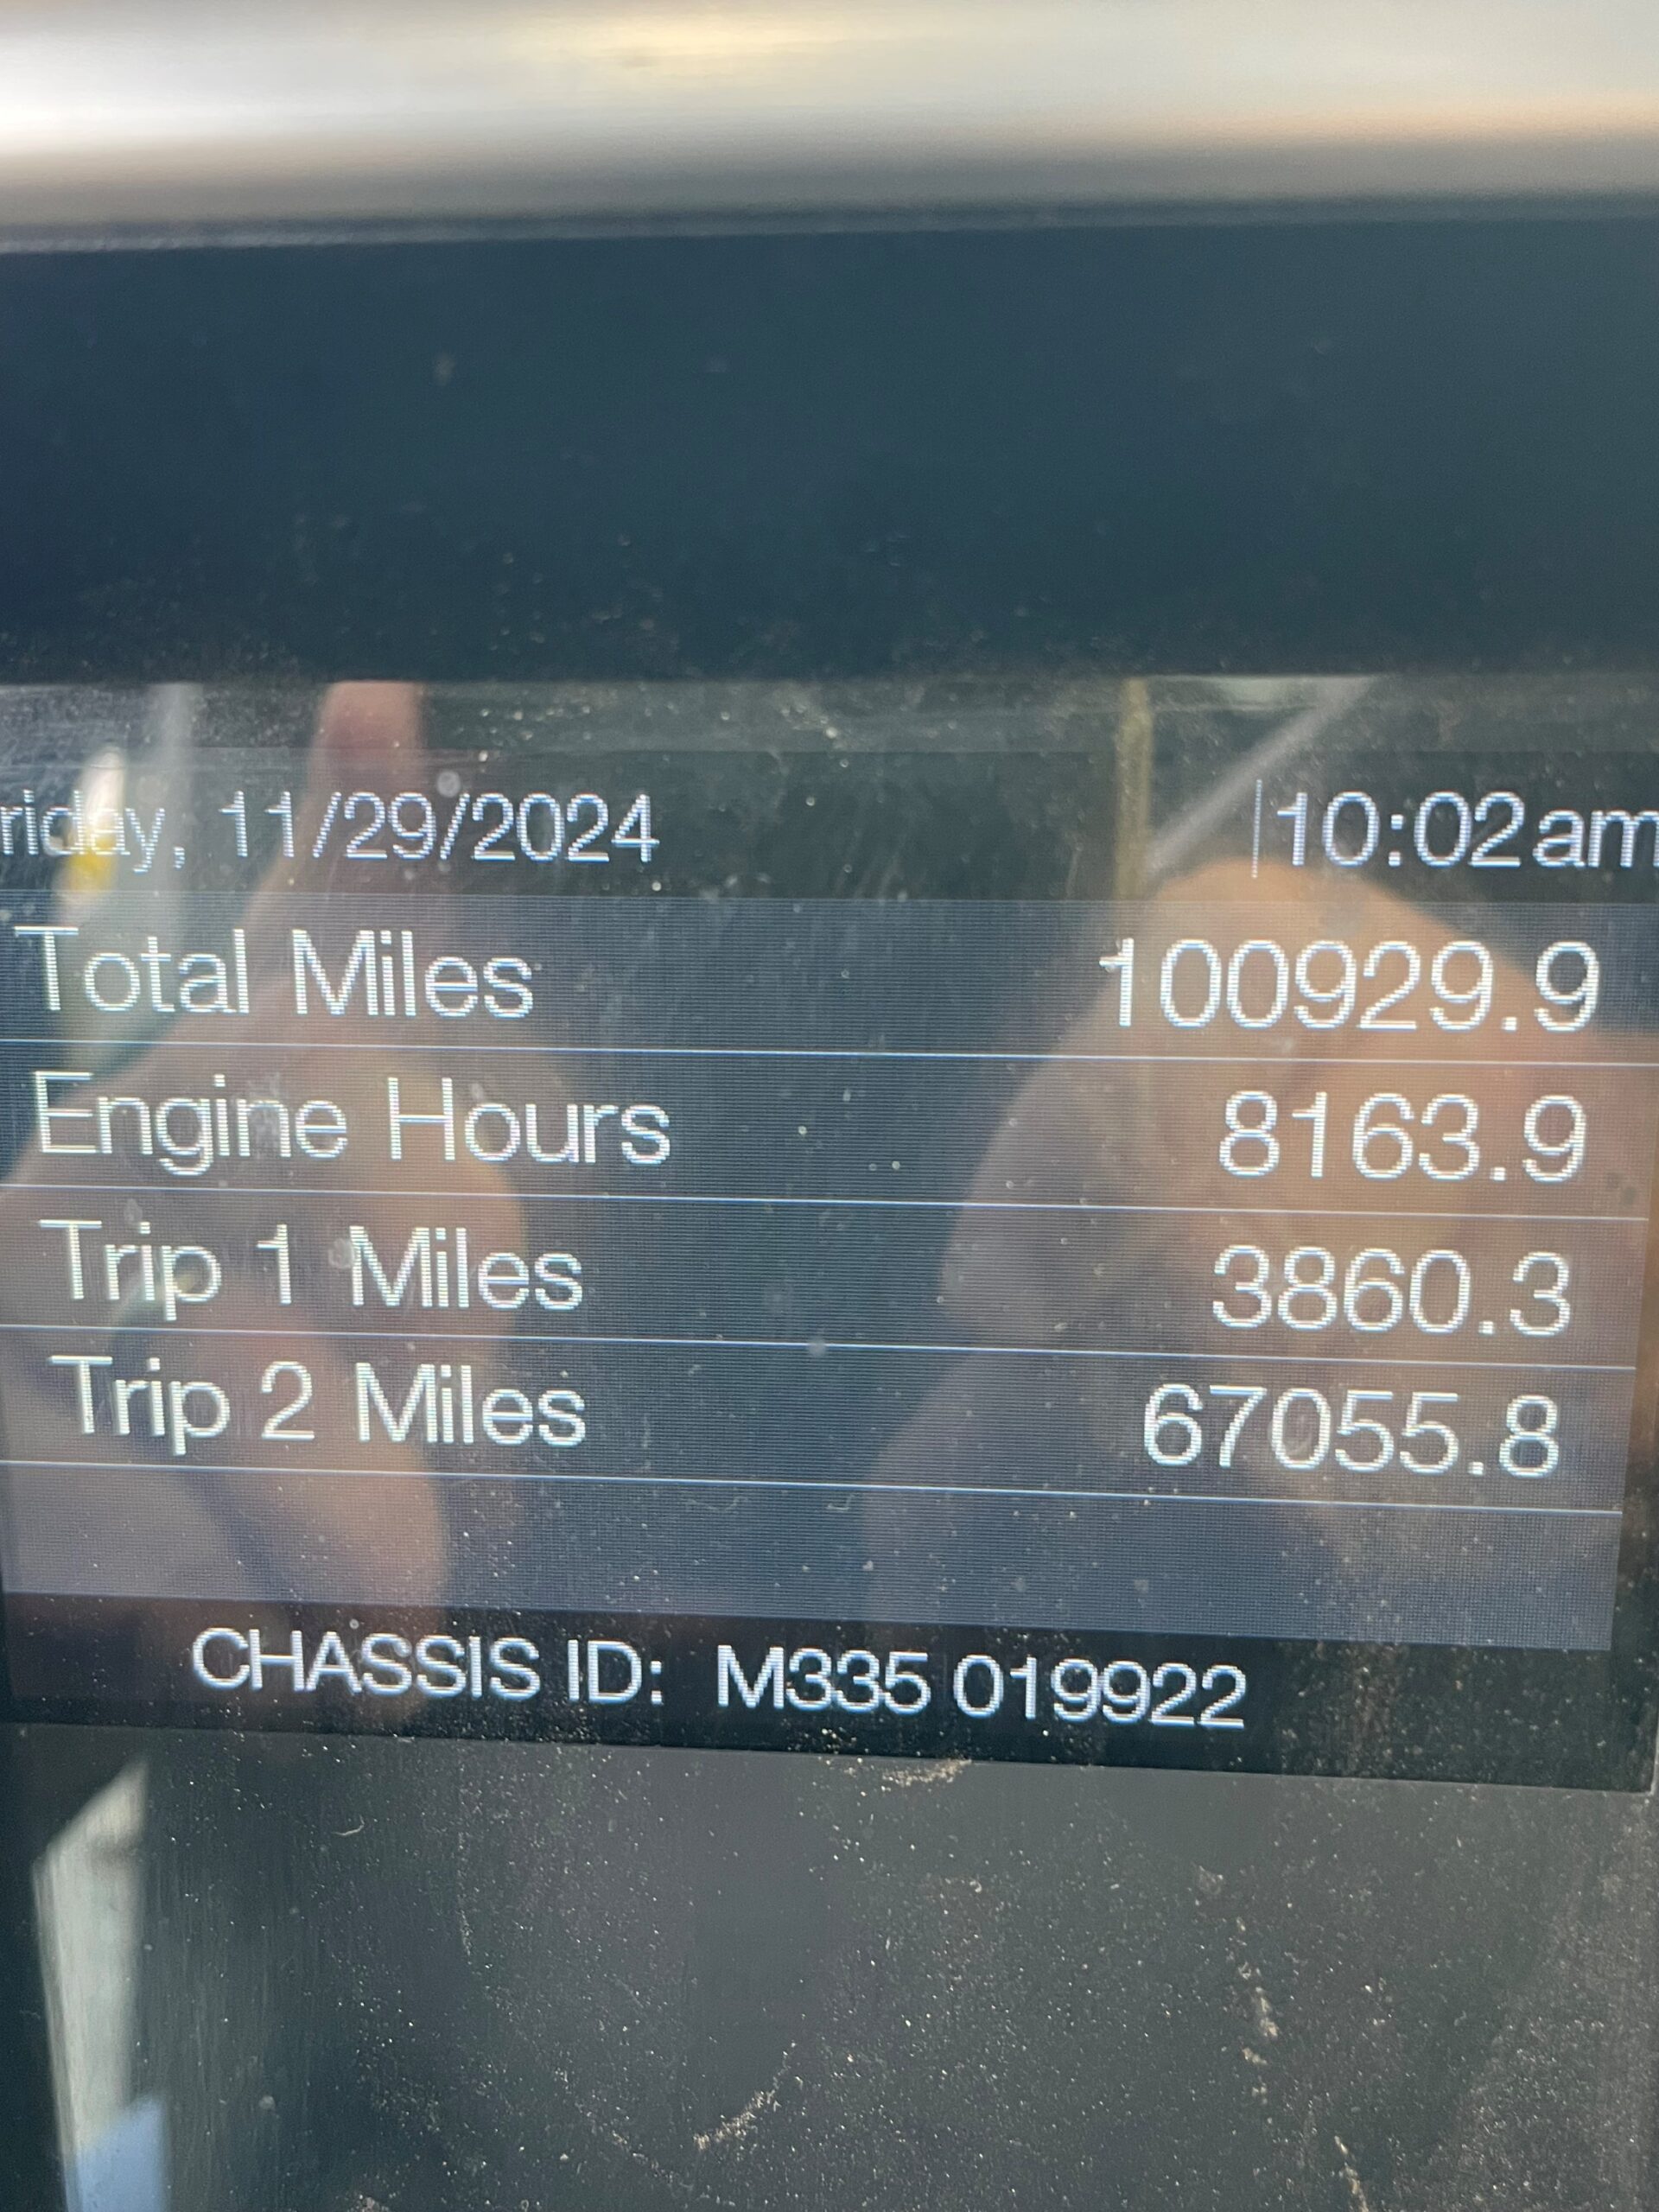 riday, 11/29/2024 10:02am
Total Miles 100929.9
Engine Hours 8163.9
Trip 1 Miles 3860.3
Trip 2 Miles 67055.8
CHASSIS ID: M335 019922